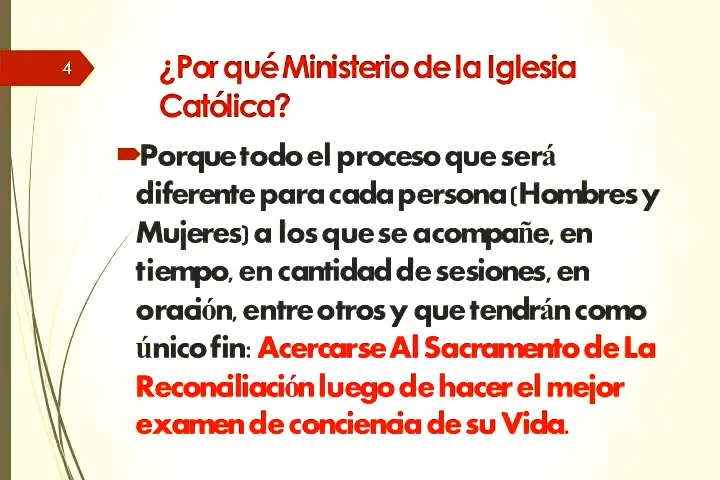 4
¿Por qué Ministerio de la Iglesia
Católica?
Porque todo el proceso que será
diferente para cada persona (Hombres y
Mujeres) a los que se acompañe, en
tiempo, en cantidad de sesiones, en
oración, entre otros y que tendrán como
único fin: Acercarse Al Sacramento de La
Reconciliación luego de hacer el mejor
examen de conciencia de su Vida.